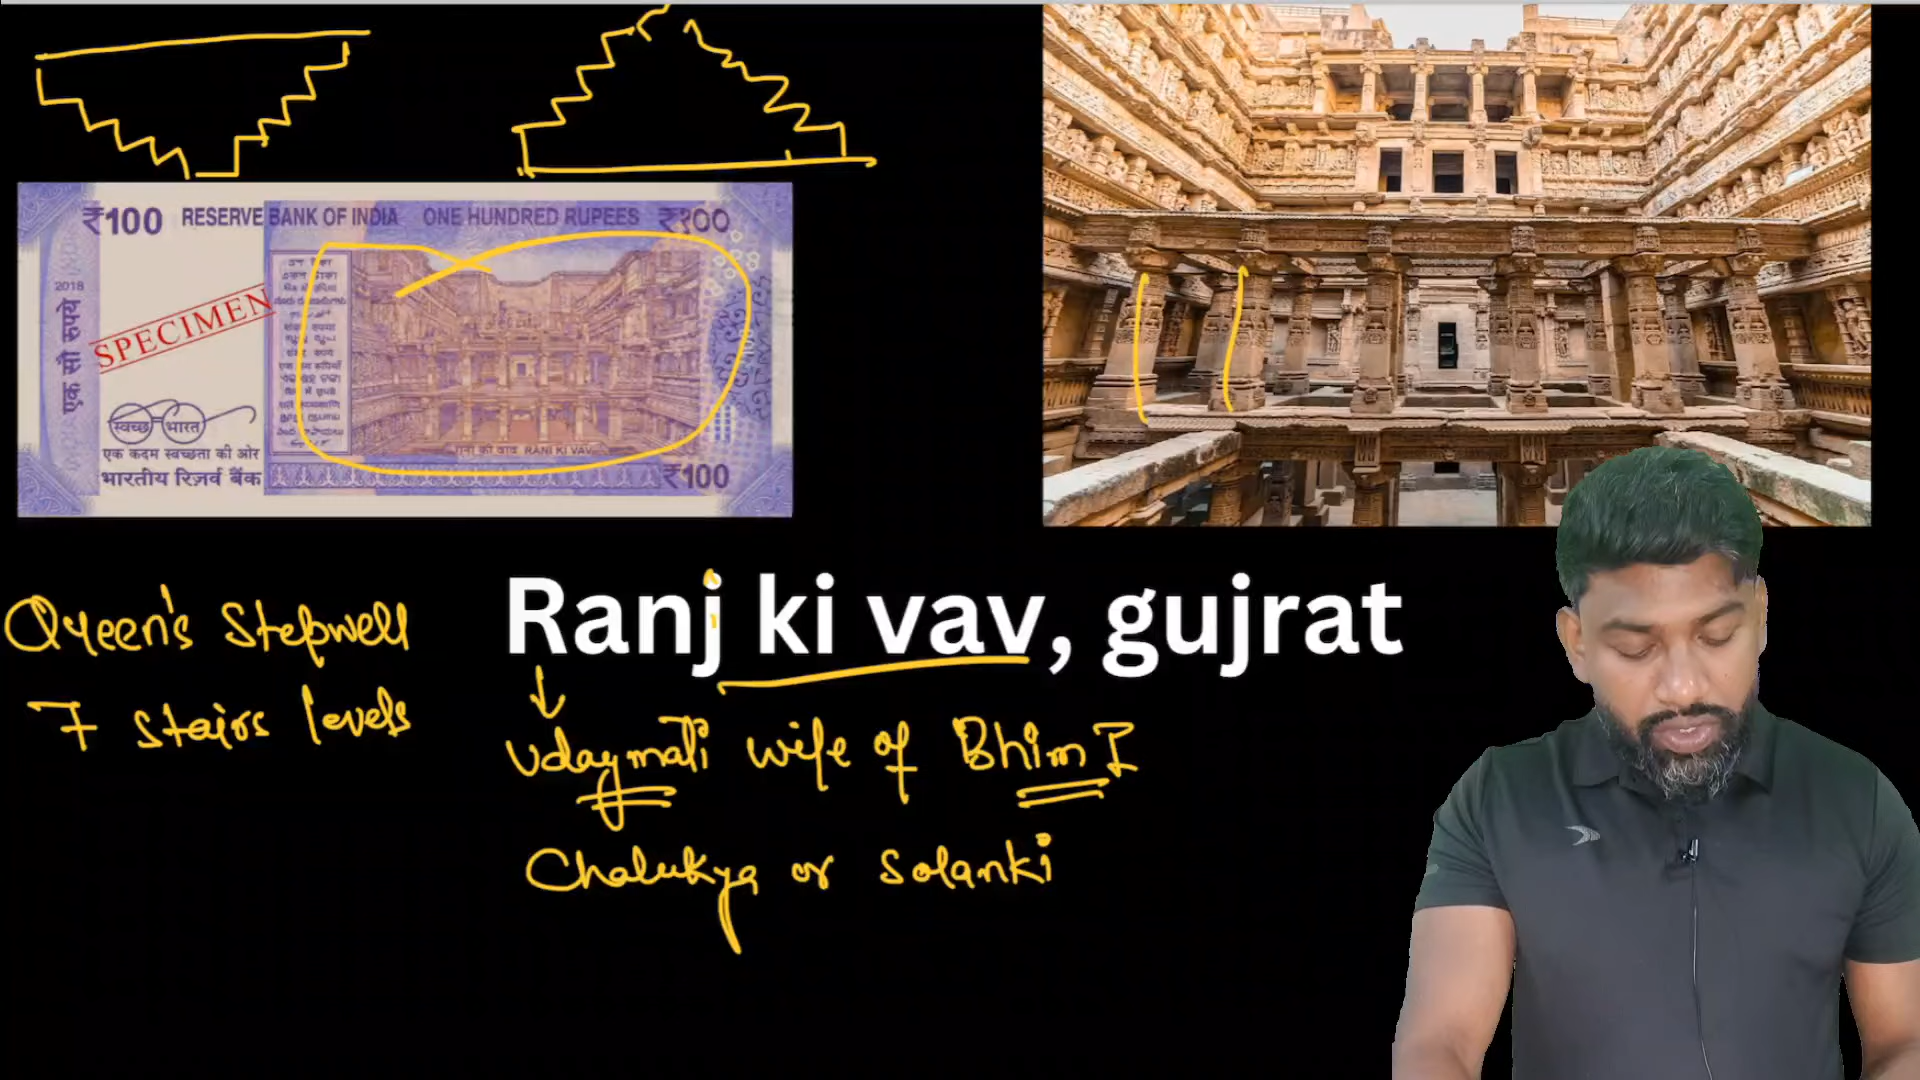 ₹100 RESERVE BANK OF INDIA ONE HUNDRED RUPEES ₹१००
2018
एक सौ रुपये
SPECIMEN
स्वच्छ भारत
एक कदम स्वच्छता की ओर
भारतीय रिज़र्व बैंक
रानी की वाव RANI KI VAV
₹100
Queen's Stepwell
7 stairs levels
Ranj ki vav, gujrat
Udaymati wife of Bhim I
Chalukya or Solanki